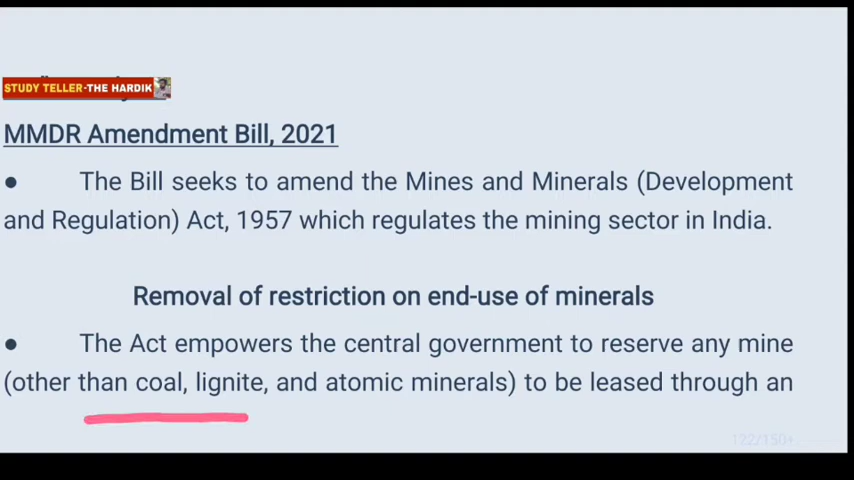 STUDY TELLER-THE HARDIK
MMDR Amendment Bill, 2021
● The Bill seeks to amend the Mines and Minerals (Development
and Regulation) Act, 1957 which regulates the mining sector in India.
Removal of restriction on end-use of minerals
● The Act empowers the central government to reserve any mine
(other than coal, lignite, and atomic minerals) to be leased through an
122/150+